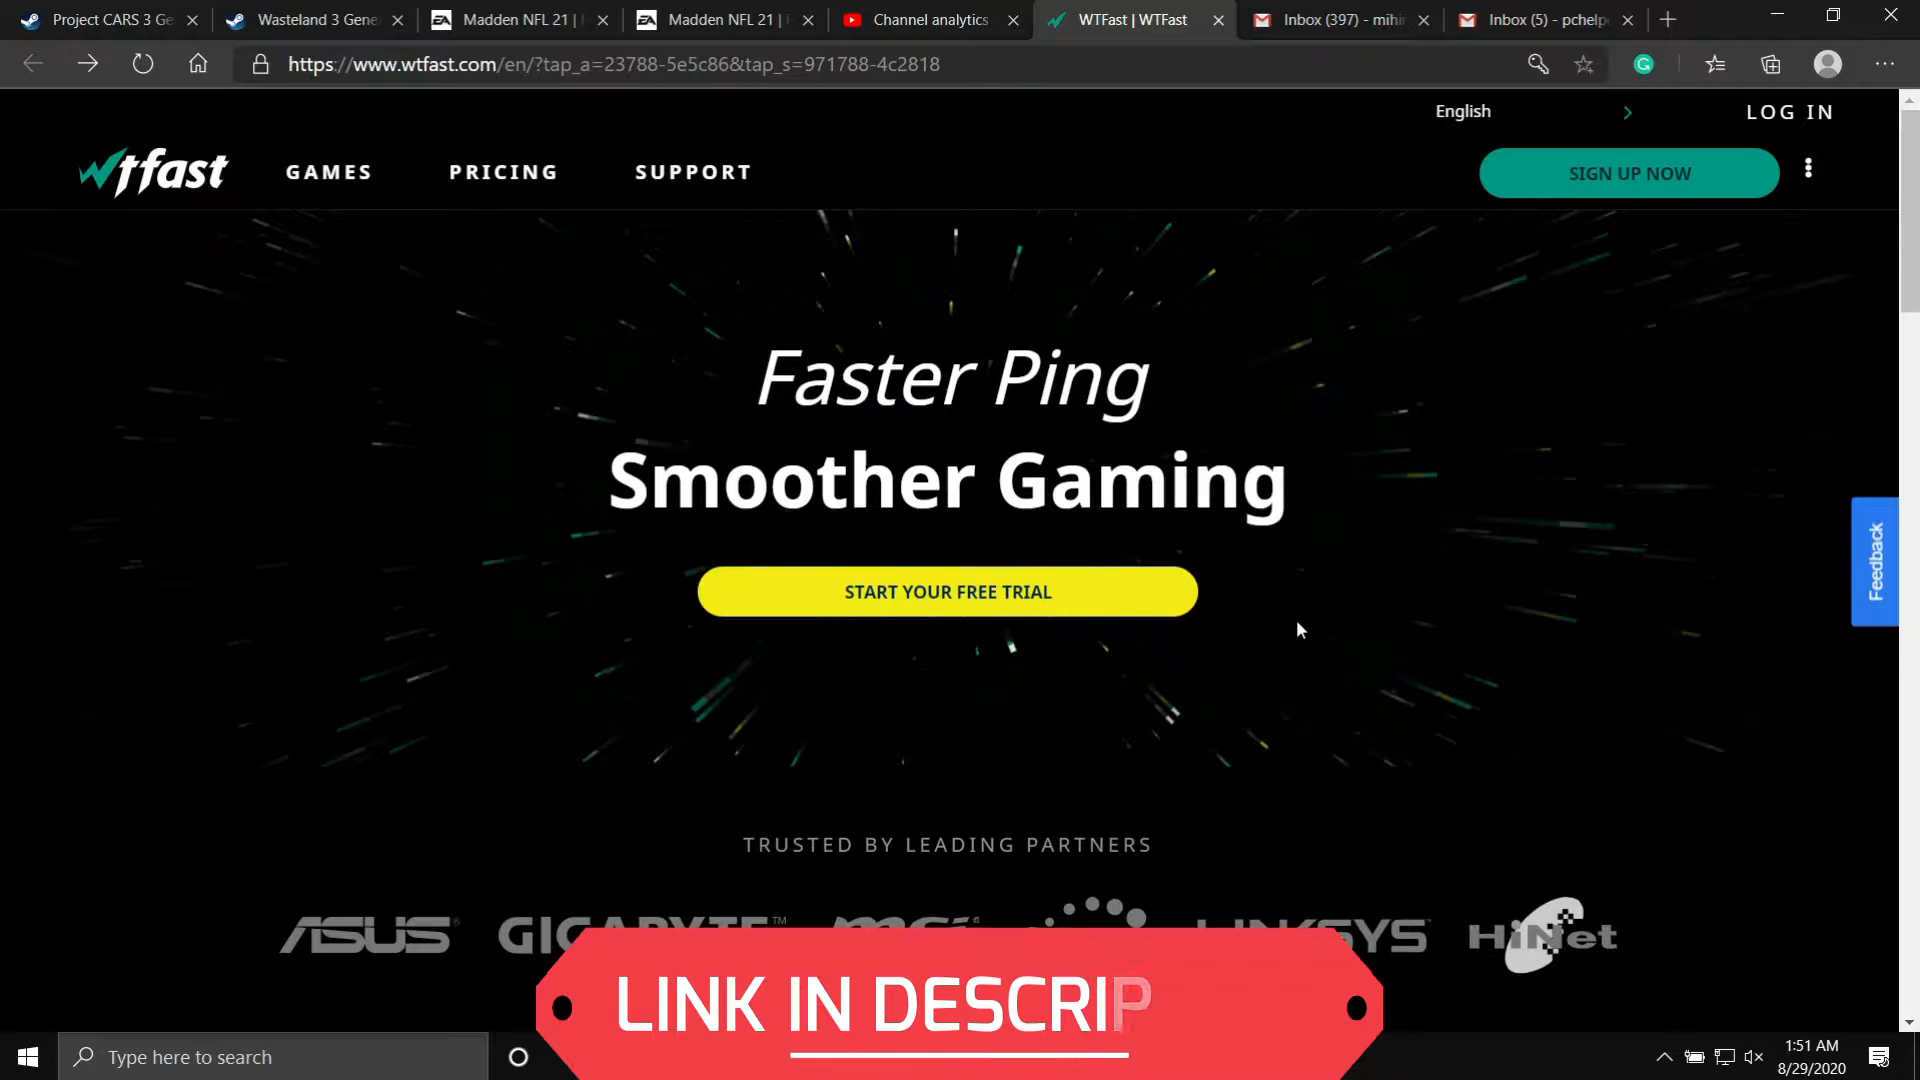 Project CARS 3 Ge
Wasteland 3 Gene
Madden NFL 21 |
Madden NFL 21 |
Channel analytics
WTFast | WTFast
Inbox (397) - mihir
Inbox (5) - pchelp
https://www.wtfast.com/en/?tap_a=23788-5e5c86&tap_s=971788-4c2818
English
LOG IN
wtfast
GAMES
PRICING
SUPPORT
SIGN UP NOW
Faster Ping
Smoother Gaming
START YOUR FREE TRIAL
Feedback
TRUSTED BY LEADING PARTNERS
ASUS
GIGABYTE™
msi
LINKSYS
HiNet
LINK IN DESCRIP
Type here to search
1:51 AM
8/29/2020